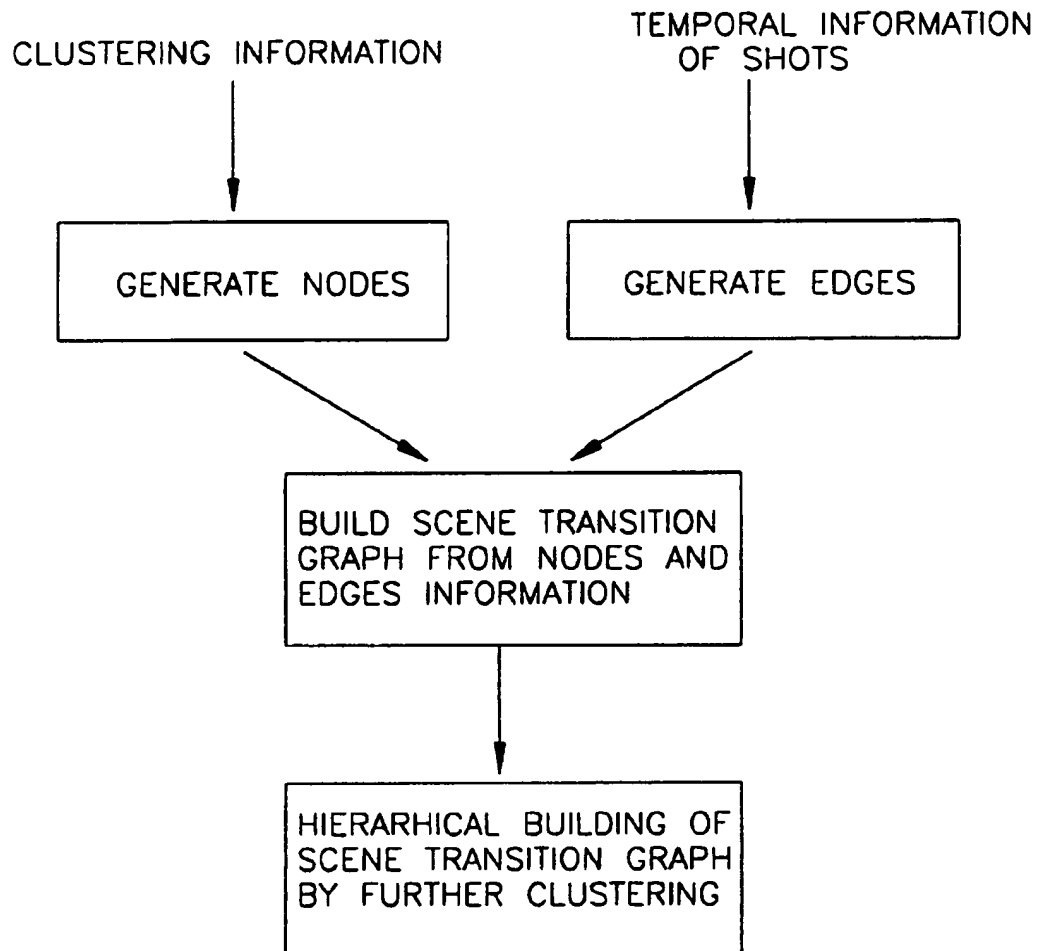 CLUSTERING INFORMATION
TEMPORAL INFORMATION
OF SHOTS
GENERATE NODES
GENERATE EDGES
BUILD SCENE TRANSITION
GRAPH FROM NODES AND
EDGES INFORMATION
HIERARHICAL BUILDING OF
SCENE TRANSITION GRAPH
BY FURTHER CLUSTERING